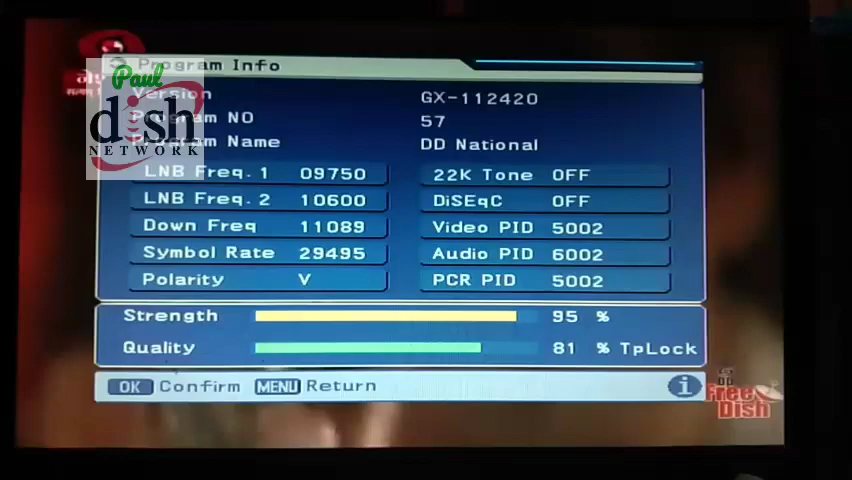 Program Info
Paul
dish
NETWORK
Version GX-112420
Program NO 57
Program Name DD National
LNB Freq. 1 09750 22K Tone OFF
LNB Freq. 2 10600 DiSEqC OFF
Down Freq 11089 Video PID 5002
Symbol Rate 29495 Audio PID 6002
Polarity V PCR PID 5002
Strength 95 %
Quality 81 % TpLock
OK Confirm MENU Return i
DD
Free
Dish